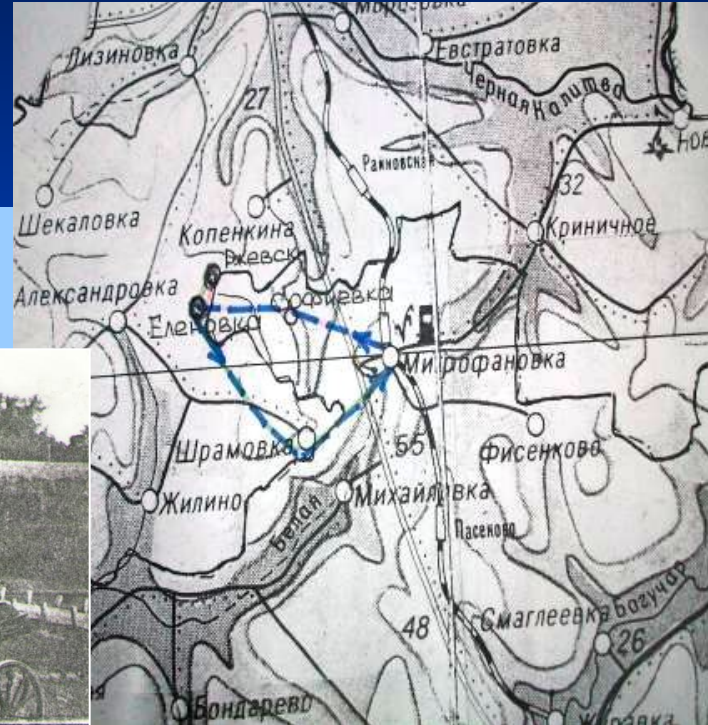 Морозовка
Лизиновка
Евстратовка
Черная Калитва
27
Нов
Шекаловка
32
Копенкина
Криничное
Ржевск
Александровка
Софиевка
Еленовка
Митрофановка
Шрамовка
55
Фисенково
Жилино
Белая
Михайловка
Пасеково
Смаглеевка
Богучар
48
26
Бондарево